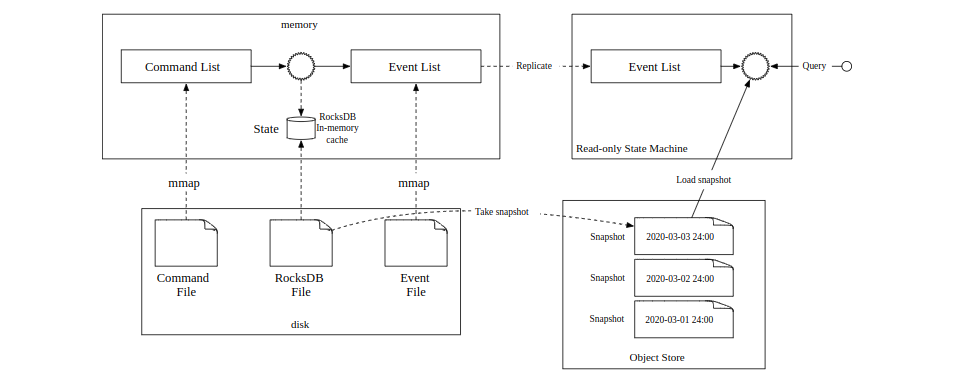 memory
Command List
Event List
Replicate
Event List
Query
State
RocksDB
In-memory
cache
Read-only State Machine
mmap
mmap
Load snapshot
Take snapshot
Command
File
RocksDB
File
Event
File
disk
Snapshot
2020-03-03 24:00
Snapshot
2020-03-02 24:00
Snapshot
2020-03-01 24:00
Object Store